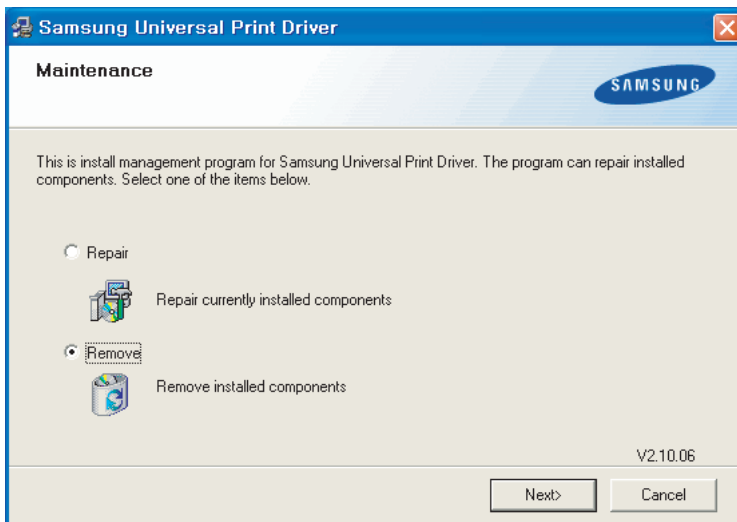 Samsung Universal Print Driver
Maintenance
SAMSUNG
This is install management program for Samsung Universal Print Driver. The program can repair installed
components. Select one of the items below.
Repair
Repair currently installed components
Remove
Remove installed components
V2.10.06
Next>
Cancel